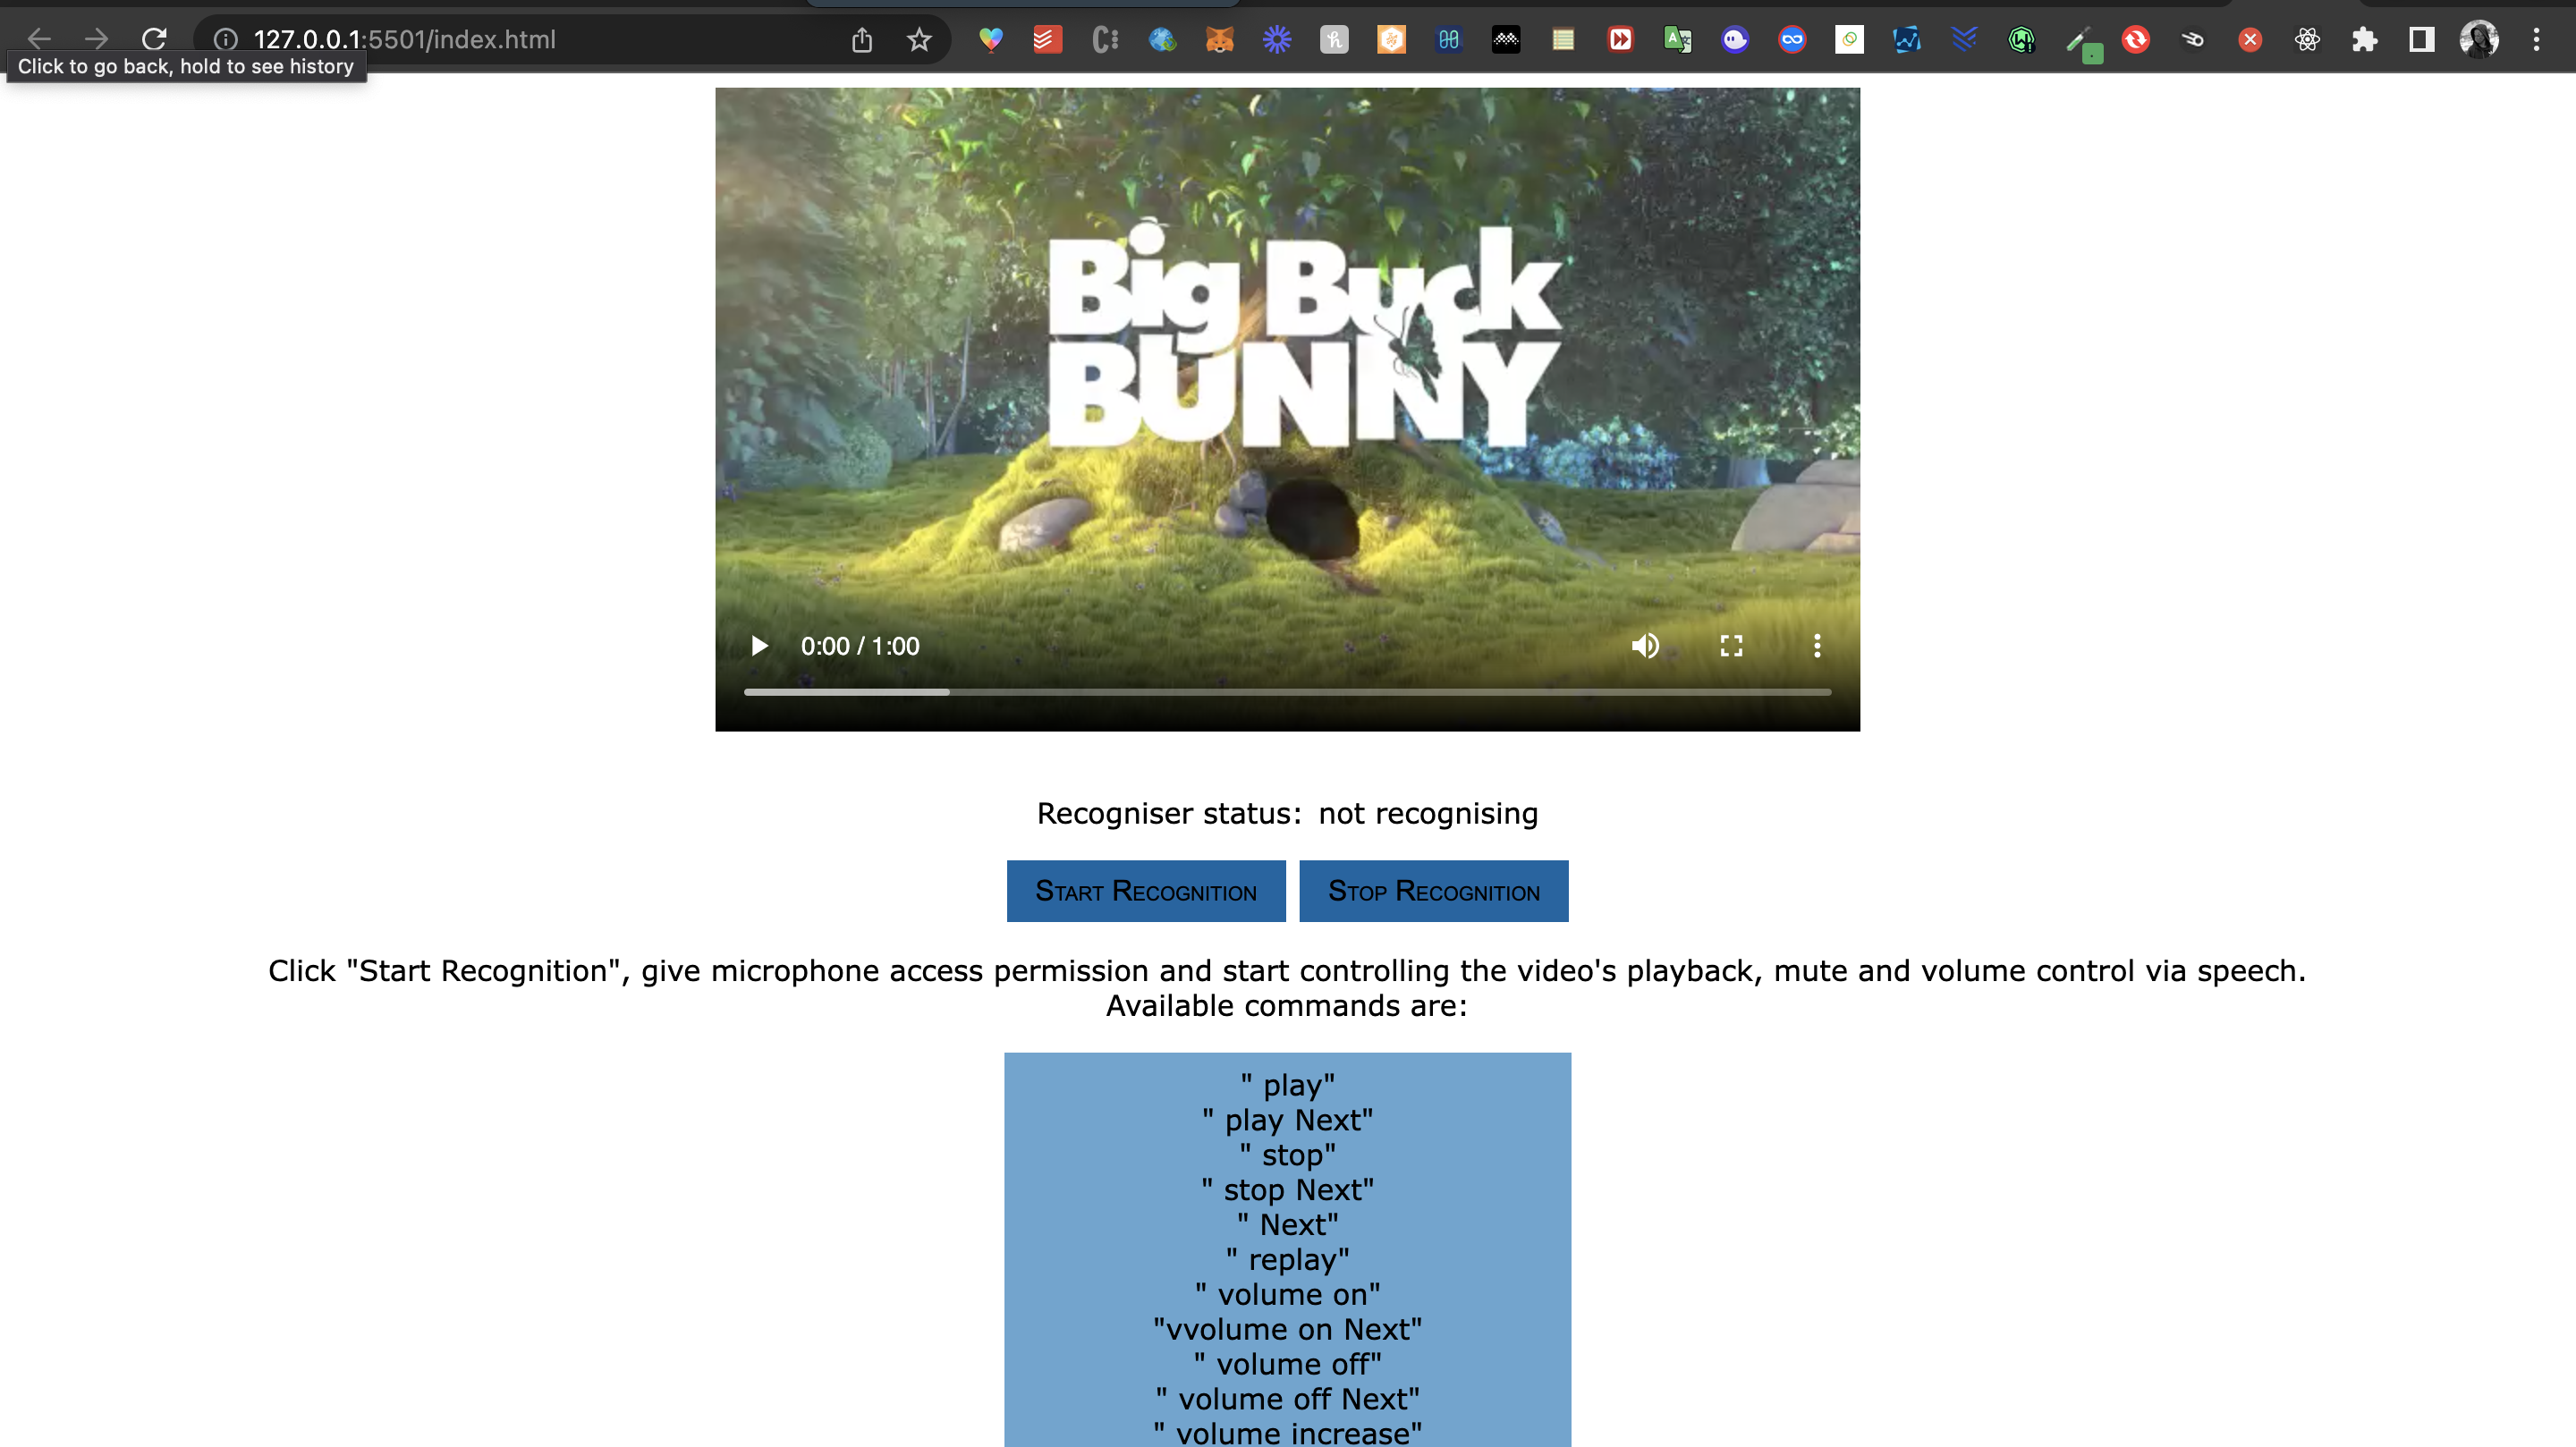 127.0.0.1:5501/index.html
Click to go back, hold to see history
Big Buck
BUNNY
0:00 / 1:00
Recogniser status: not recognising
START RECOGNITION STOP RECOGNITION
Click "Start Recognition", give microphone access permission and start controlling the video's playback, mute and volume control via speech.
Available commands are:
" play"
" play Next"
" stop"
" stop Next"
" Next"
" replay"
" volume on"
"vvolume on Next"
" volume off"
" volume off Next"
" volume increase"